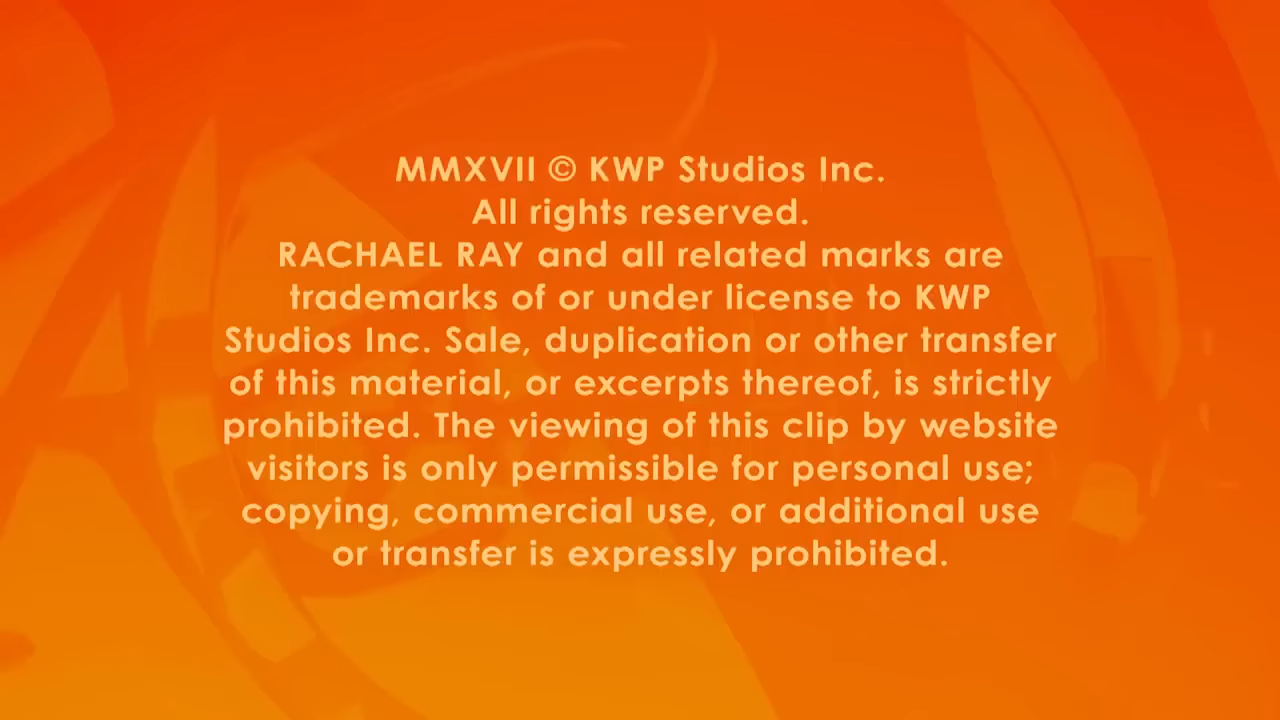 MMXVII © KWP Studios Inc.
All rights reserved.
RACHAEL RAY and all related marks are
trademarks of or under license to KWP
Studios Inc. Sale, duplication or other transfer
of this material, or excerpts thereof, is strictly
prohibited. The viewing of this clip by website
visitors is only permissible for personal use;
copying, commercial use, or additional use
or transfer is expressly prohibited.